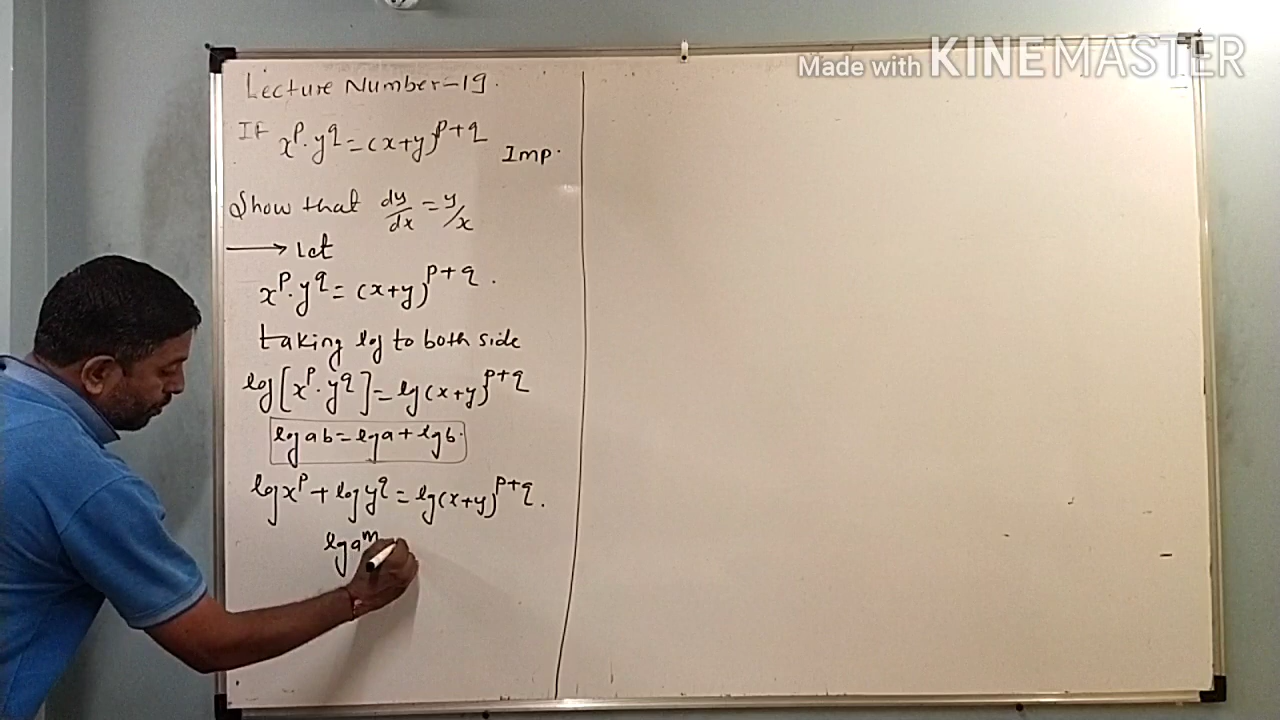 Made with KINEMASTER
Lecture Number-19.
If x^p · y^q = (x+y)^p+q Imp.
Show that dy/dx = y/x
→ Let
x^p · y^q = (x+y)^p+q .
taking log to both side
log[x^p · y^q] = log(x+y)^p+q
log ab = log a + log b.
log x^p + log y^q = log(x+y)^p+q .
log a^m